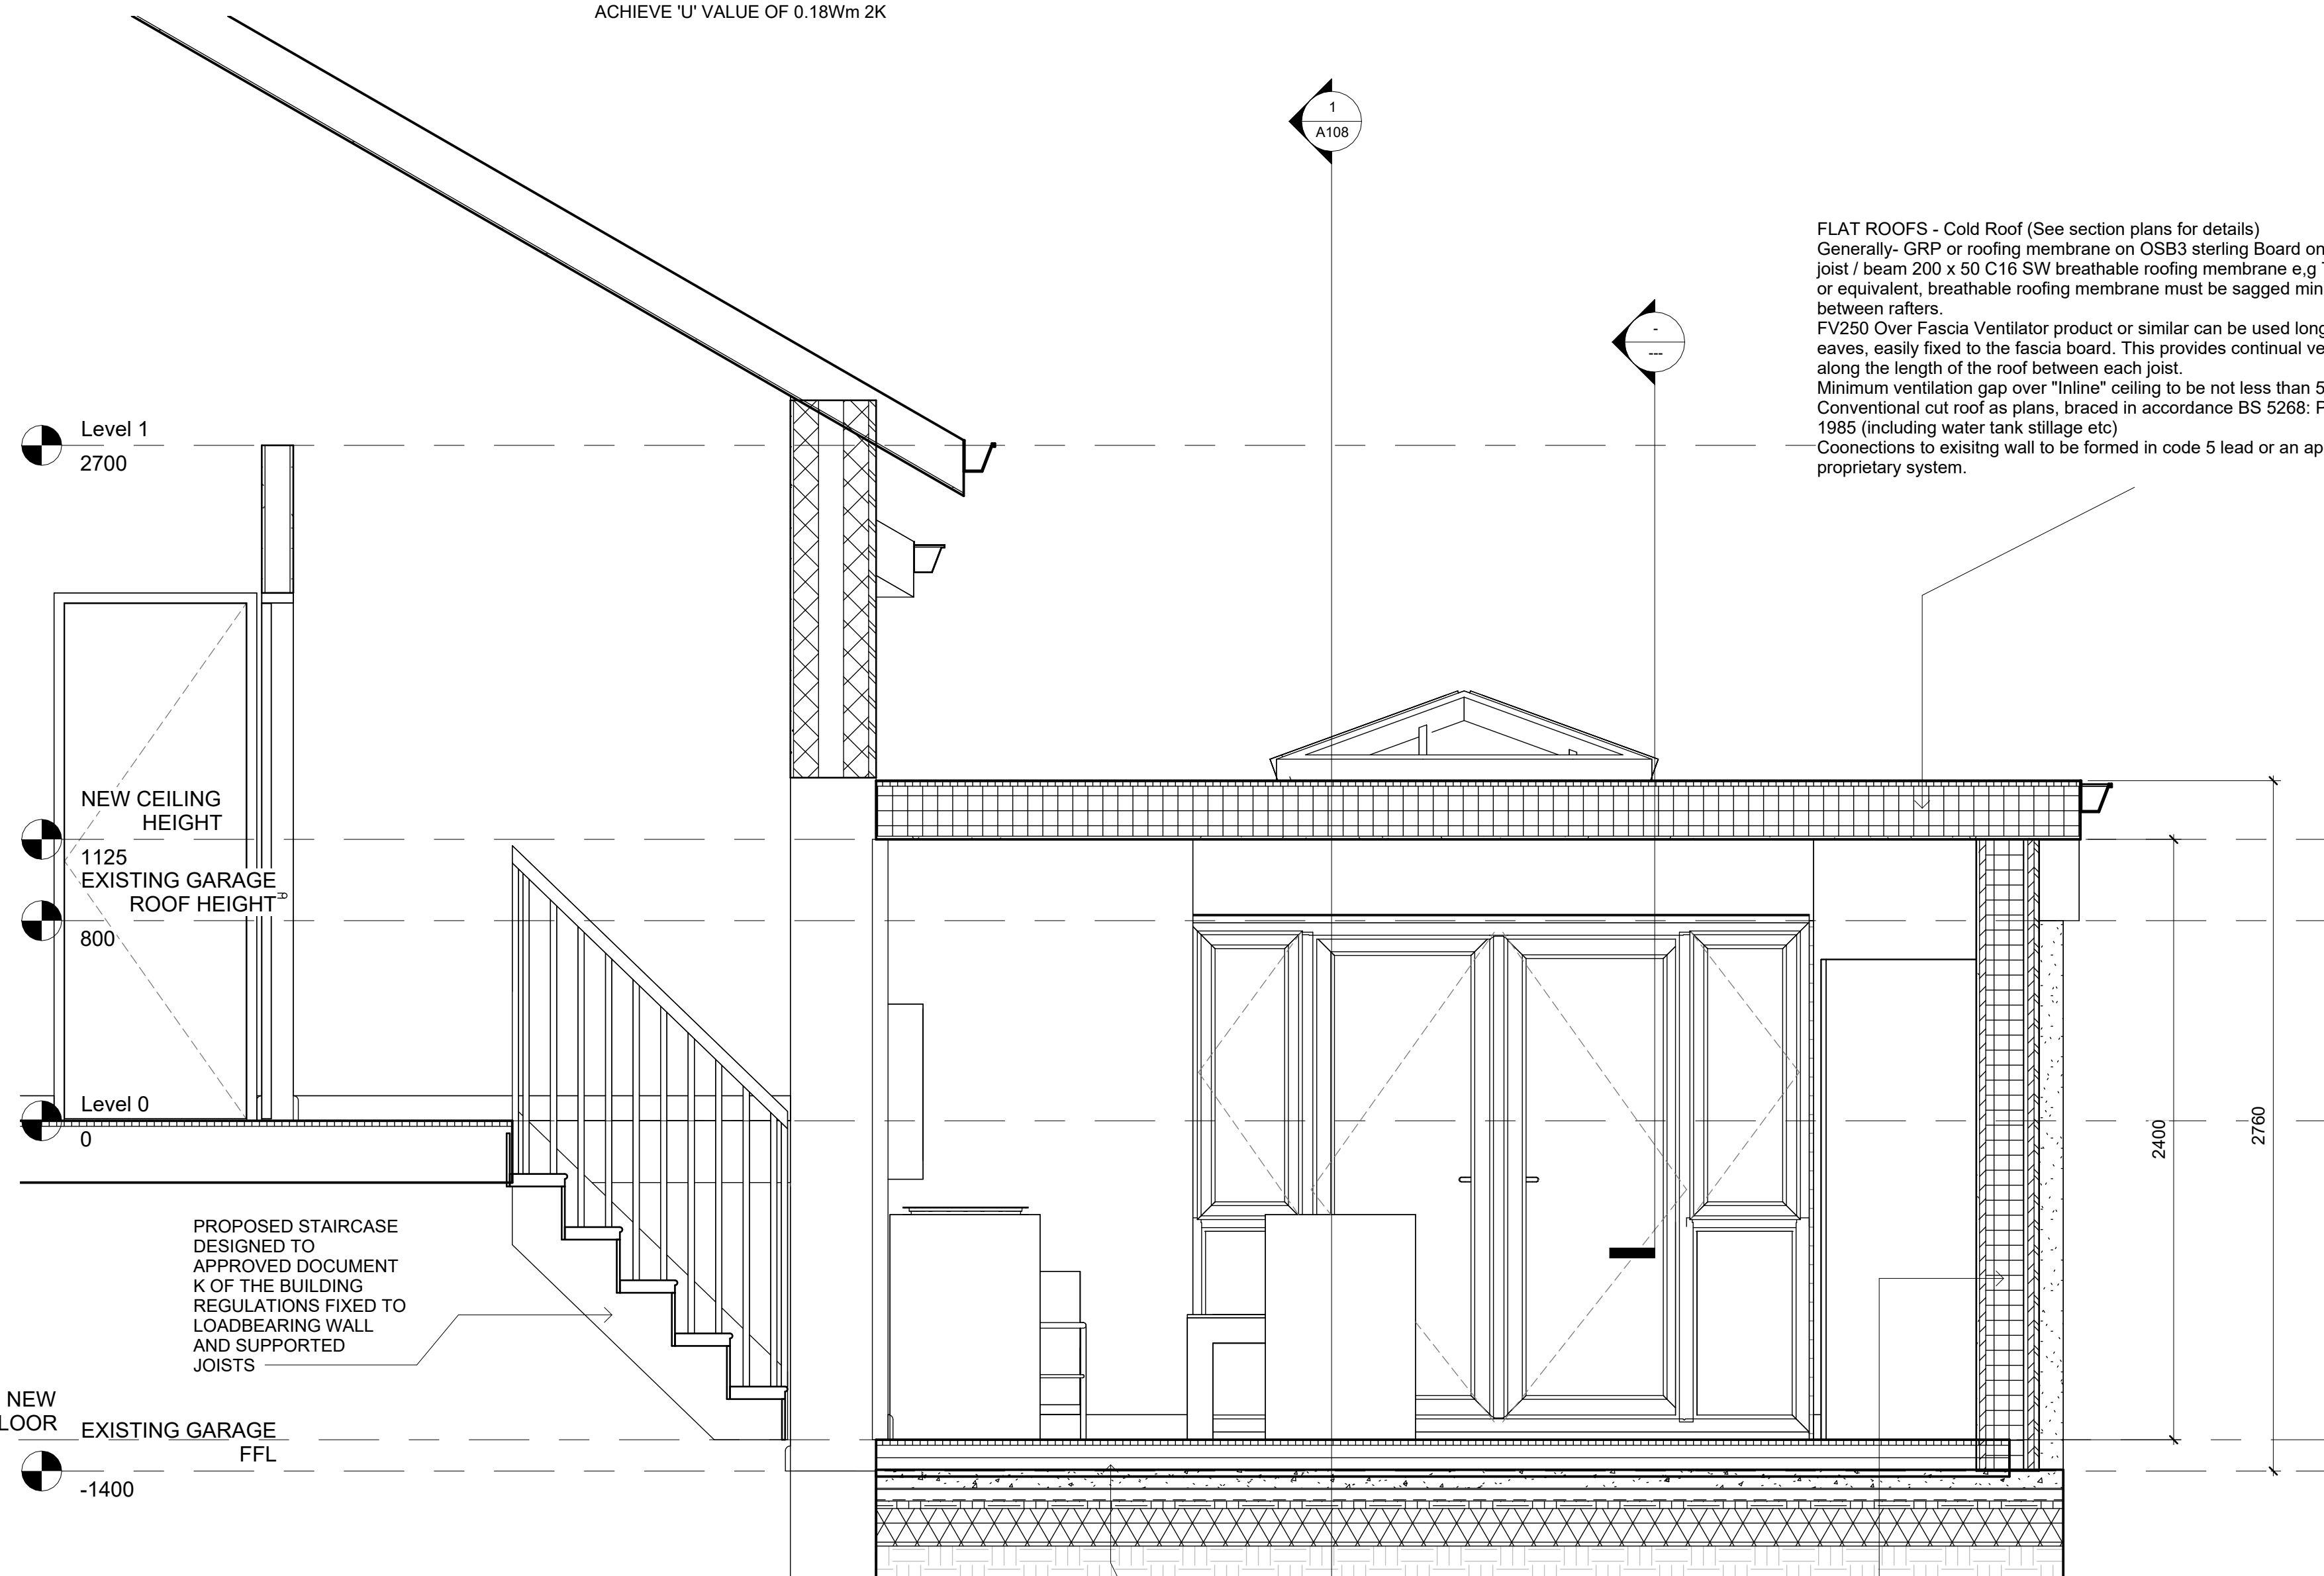 ACHIEVE 'U' VALUE OF 0.18Wm 2K
1
A108
-
---
FLAT ROOFS - Cold Roof (See section plans for details)
Generally- GRP or roofing membrane on OSB3 sterling Board on
joist / beam 200 x 50 C16 SW breathable roofing membrane e,g
or equivalent, breathable roofing membrane must be sagged min
between rafters.
FV250 Over Fascia Ventilator product or similar can be used
eaves, easily fixed to the fascia board. This provides continual
along the length of the roof between each joist.
Minimum ventilation gap over "Inline" ceiling to be not less than
Conventional cut roof as plans, braced in accordance BS 5268:
1985 (including water tank stillage etc)
Coonections to exisitng wall to be formed in code 5 lead or an
proprietary system.
Level 1
2700
NEW CEILING
HEIGHT
1125
EXISTING GARAGE
ROOF HEIGHT
800
Level 0
0
2400
2760
PROPOSED STAIRCASE
DESIGNED TO
APPROVED DOCUMENT
K OF THE BUILDING
REGULATIONS FIXED TO
LOADBEARING WALL
AND SUPPORTED
JOISTS
NEW
LOOR
EXISTING GARAGE
FFL
-1400